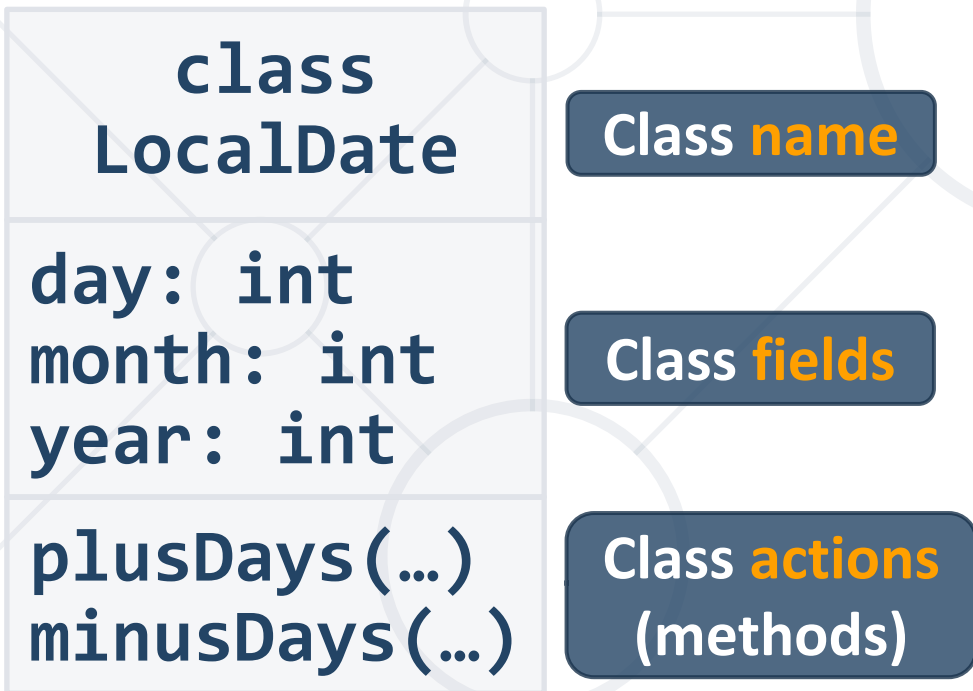 class
LocalDate
Class name
day: int
month: int
year: int
Class fields
plusDays(…)
minusDays(…)
Class actions
(methods)